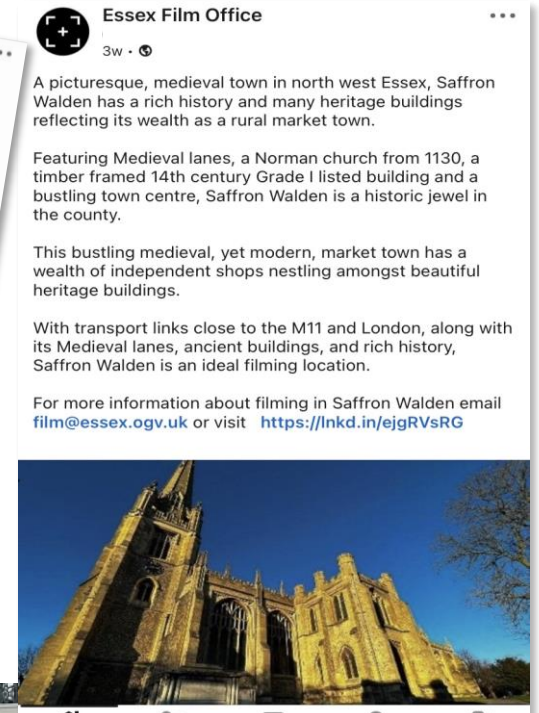 Essex Film Office
3w •
A picturesque, medieval town in north west Essex, Saffron
Walden has a rich history and many heritage buildings
reflecting its wealth as a rural market town.
Featuring Medieval lanes, a Norman church from 1130, a
timber framed 14th century Grade I listed building and a
bustling town centre, Saffron Walden is a historic jewel in
the county.
This bustling medieval, yet modern, market town has a
wealth of independent shops nestling amongst beautiful
heritage buildings.
With transport links close to the M11 and London, along with
its Medieval lanes, ancient buildings, and rich history,
Saffron Walden is an ideal filming location.
For more information about filming in Saffron Walden email
film@essex.ogv.uk or visit https://lnkd.in/ejgRVsRG